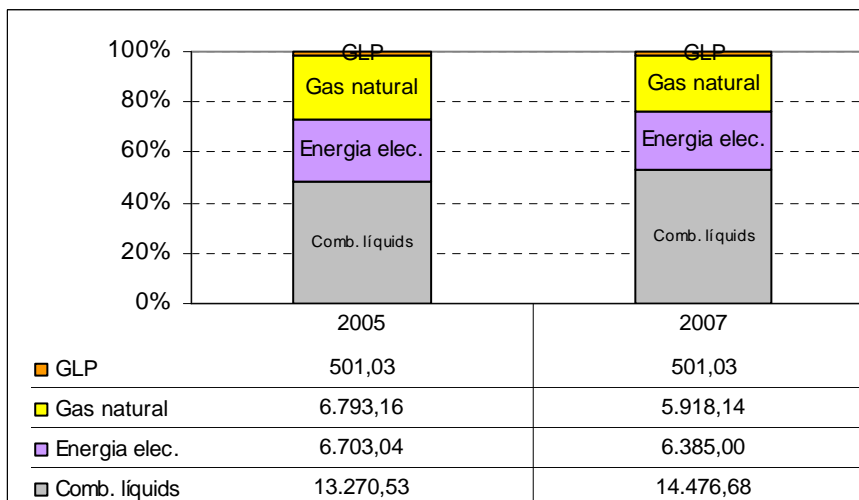 100%
80%
60%
40%
20%
0%
GLP
Gas natural
Energia elec.
Comb. líquids
GLP
Gas natural
Energia elec.
Comb. líquids
2005 2007
GLP 501,03 501,03
Gas natural 6.793,16 5.918,14
Energia elec. 6.703,04 6.385,00
Comb. líquids 13.270,53 14.476,68